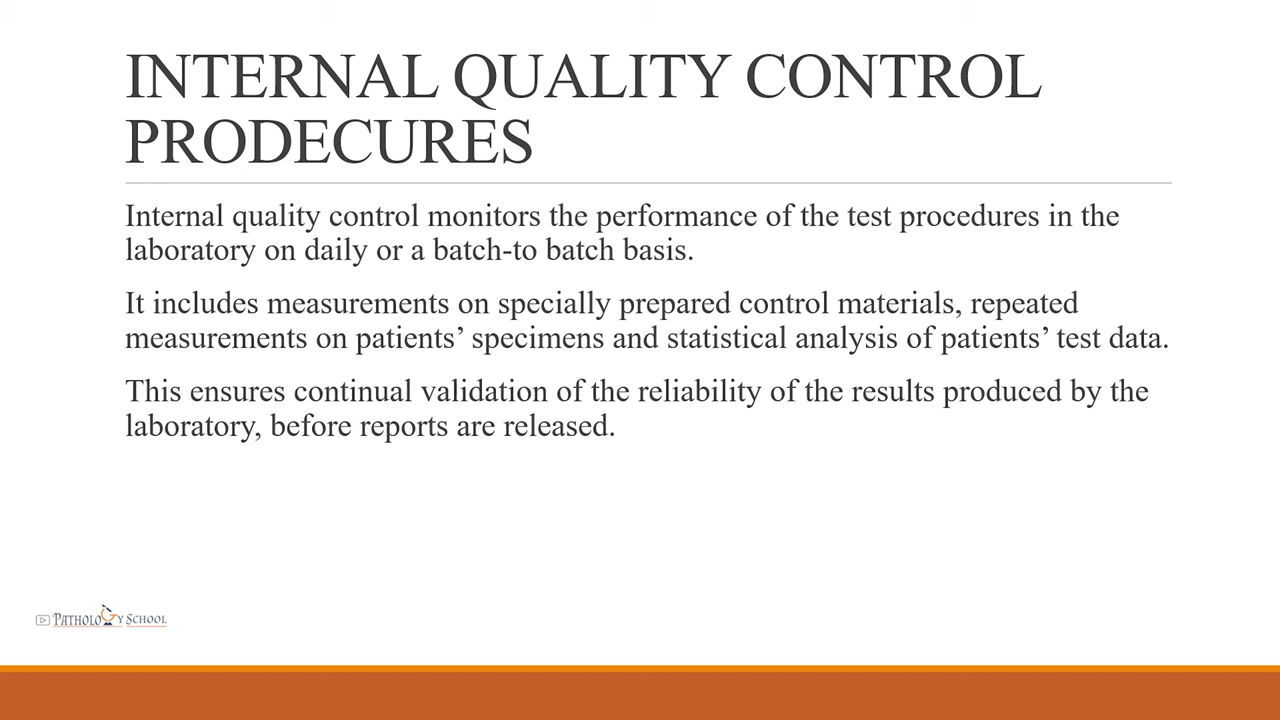 INTERNAL QUALITY CONTROL
PRODECURES
Internal quality control monitors the performance of the test procedures in the
laboratory on daily or a batch-to batch basis.
It includes measurements on specially prepared control materials, repeated
measurements on patients’ specimens and statistical analysis of patients’ test data.
This ensures continual validation of the reliability of the results produced by the
laboratory, before reports are released.
PATHOLOGY SCHOOL